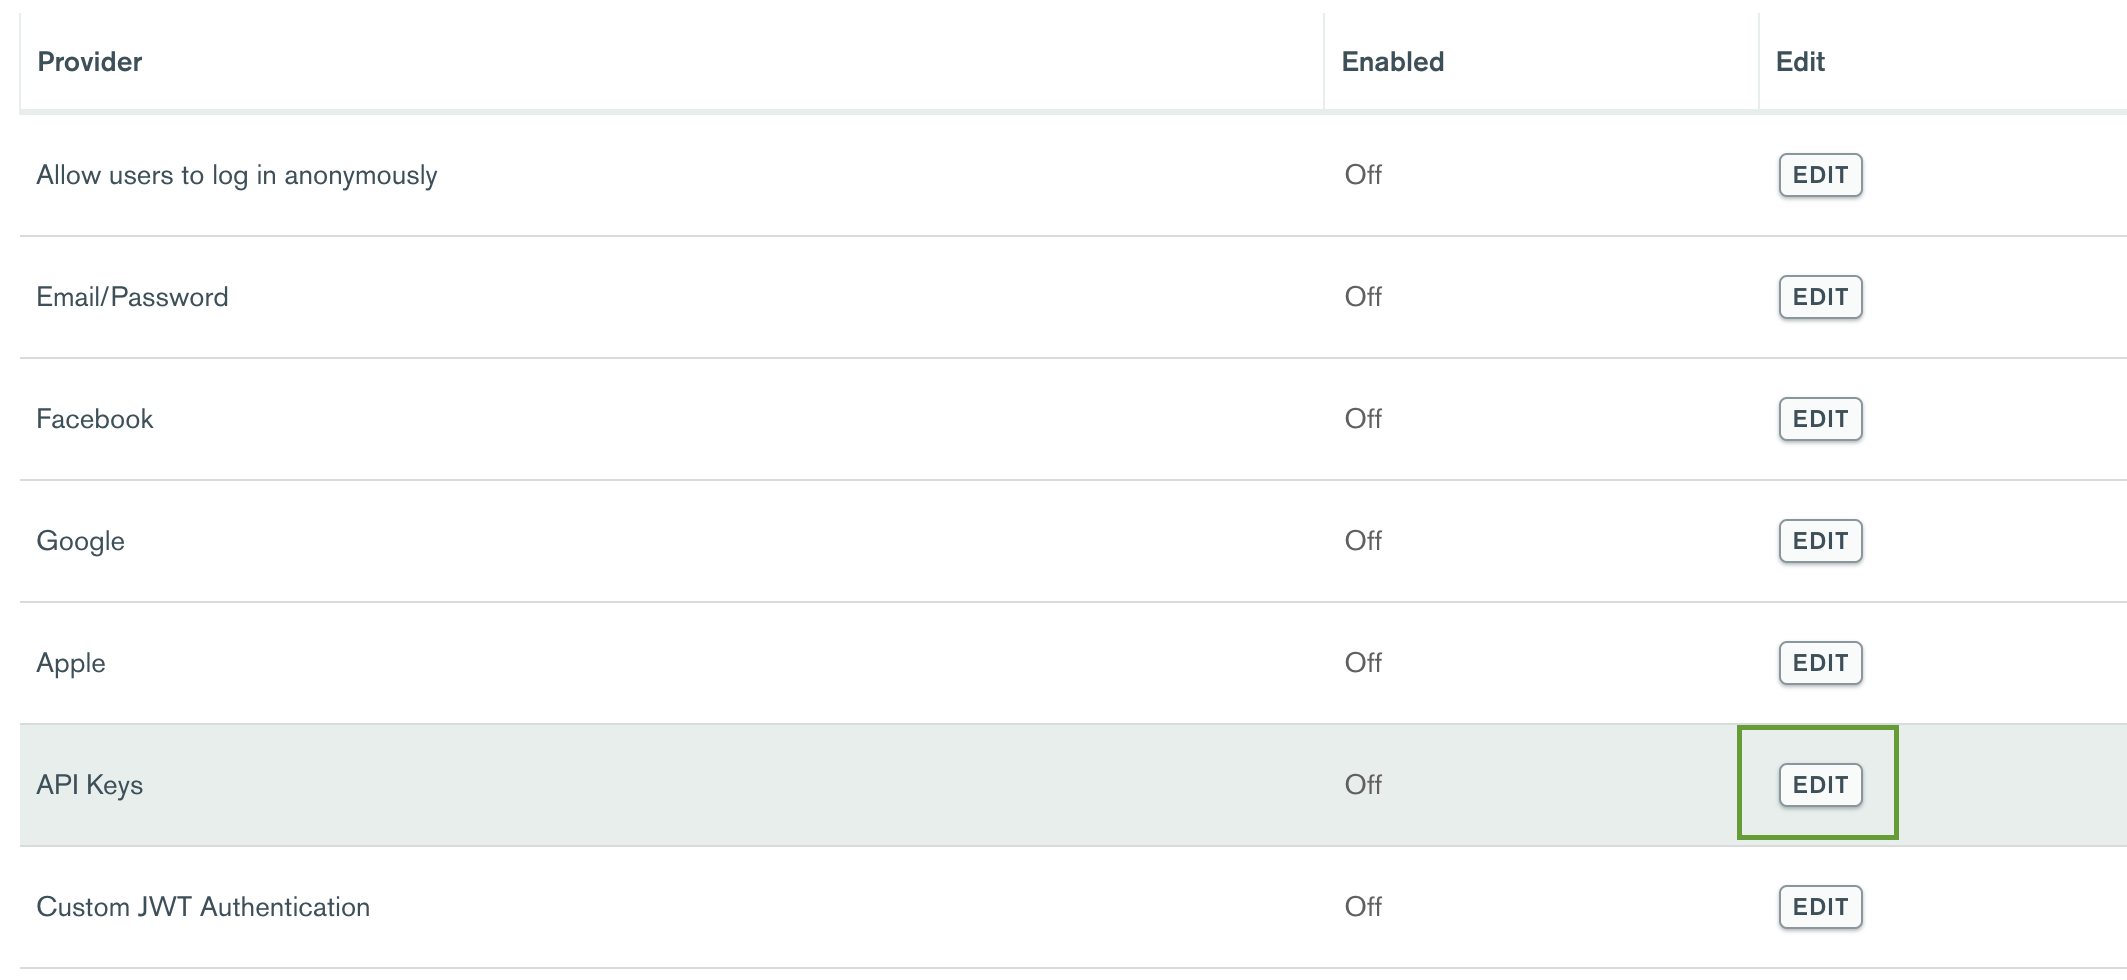 Provider Enabled Edit
Allow users to log in anonymously Off EDIT
Email/Password Off EDIT
Facebook Off EDIT
Google Off EDIT
Apple Off EDIT
API Keys Off EDIT
Custom JWT Authentication Off EDIT